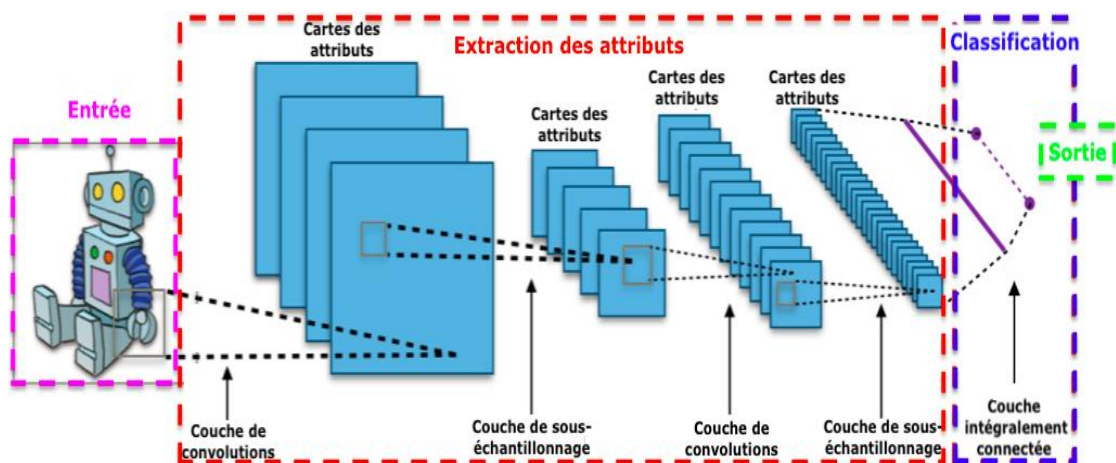 Entrée
Extraction des attributs
Cartes des
attributs
Cartes des
attributs
Cartes des
attributs
Cartes des
attributs
Classification
Sortie
Couche de
convolutions
Couche de sous-
échantillonnage
Couche de
convolutions
Couche de sous-
échantillonnage
Couche
intégralement
connectée